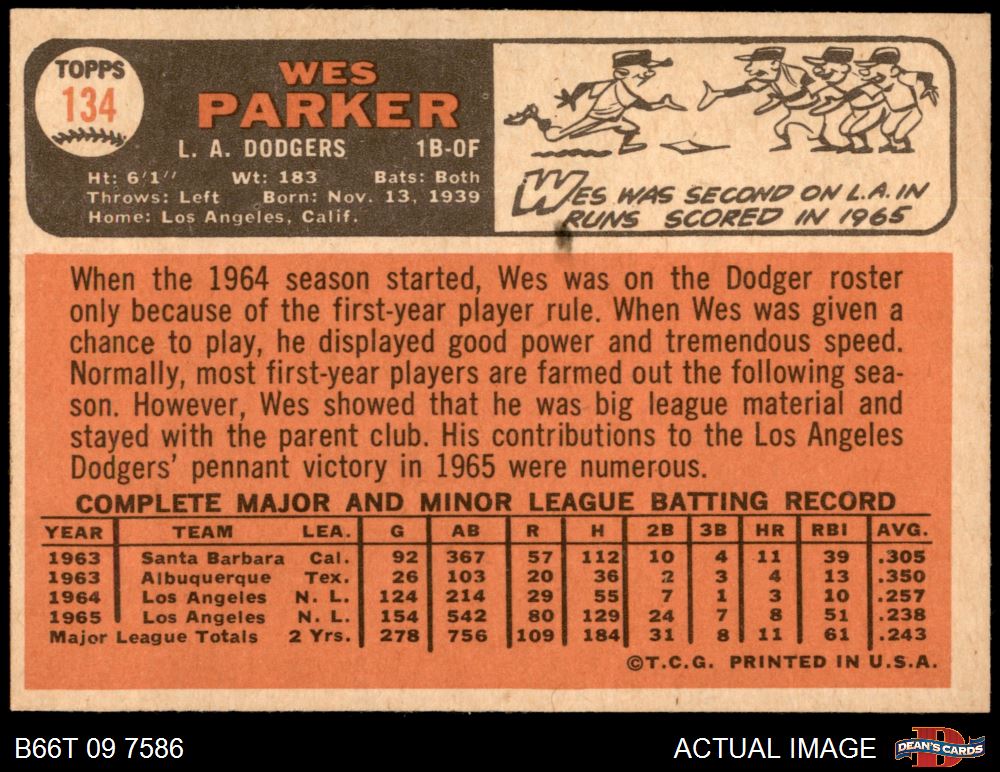 TOPPS
134
WES
PARKER
L. A. DODGERS 1B-OF
Ht: 6'1" Wt: 183 Bats: Both
Throws: Left Born: Nov. 13, 1939
Home: Los Angeles, Calif.
WES WAS SECOND ON L.A. IN
RUNS SCORED IN 1965
When the 1964 season started, Wes was on the Dodger roster
only because of the first-year player rule. When Wes was given a
chance to play, he displayed good power and tremendous speed.
Normally, most first-year players are farmed out the following sea-
son. However, Wes showed that he was big league material and
stayed with the parent club. His contributions to the Los Angeles
Dodgers' pennant victory in 1965 were numerous.
COMPLETE MAJOR AND MINOR LEAGUE BATTING RECORD
YEAR TEAM LEA. G AB R H 2B 3B HR RBI AVG.
1963 Santa Barbara Cal. 92 367 57 112 10 4 11 39 .305
1963 Albuquerque Tex. 26 103 20 36 2 3 4 13 .350
1964 Los Angeles N. L. 124 214 29 55 7 1 3 10 .257
1965 Los Angeles N. L. 154 542 80 129 24 7 8 51 .238
Major League Totals 2 Yrs. 278 756 109 184 31 8 11 61 .243
©T.C.G. PRINTED IN U.S.A.
B66T 09 7586
ACTUAL IMAGE
D
DEAN'S CARDS